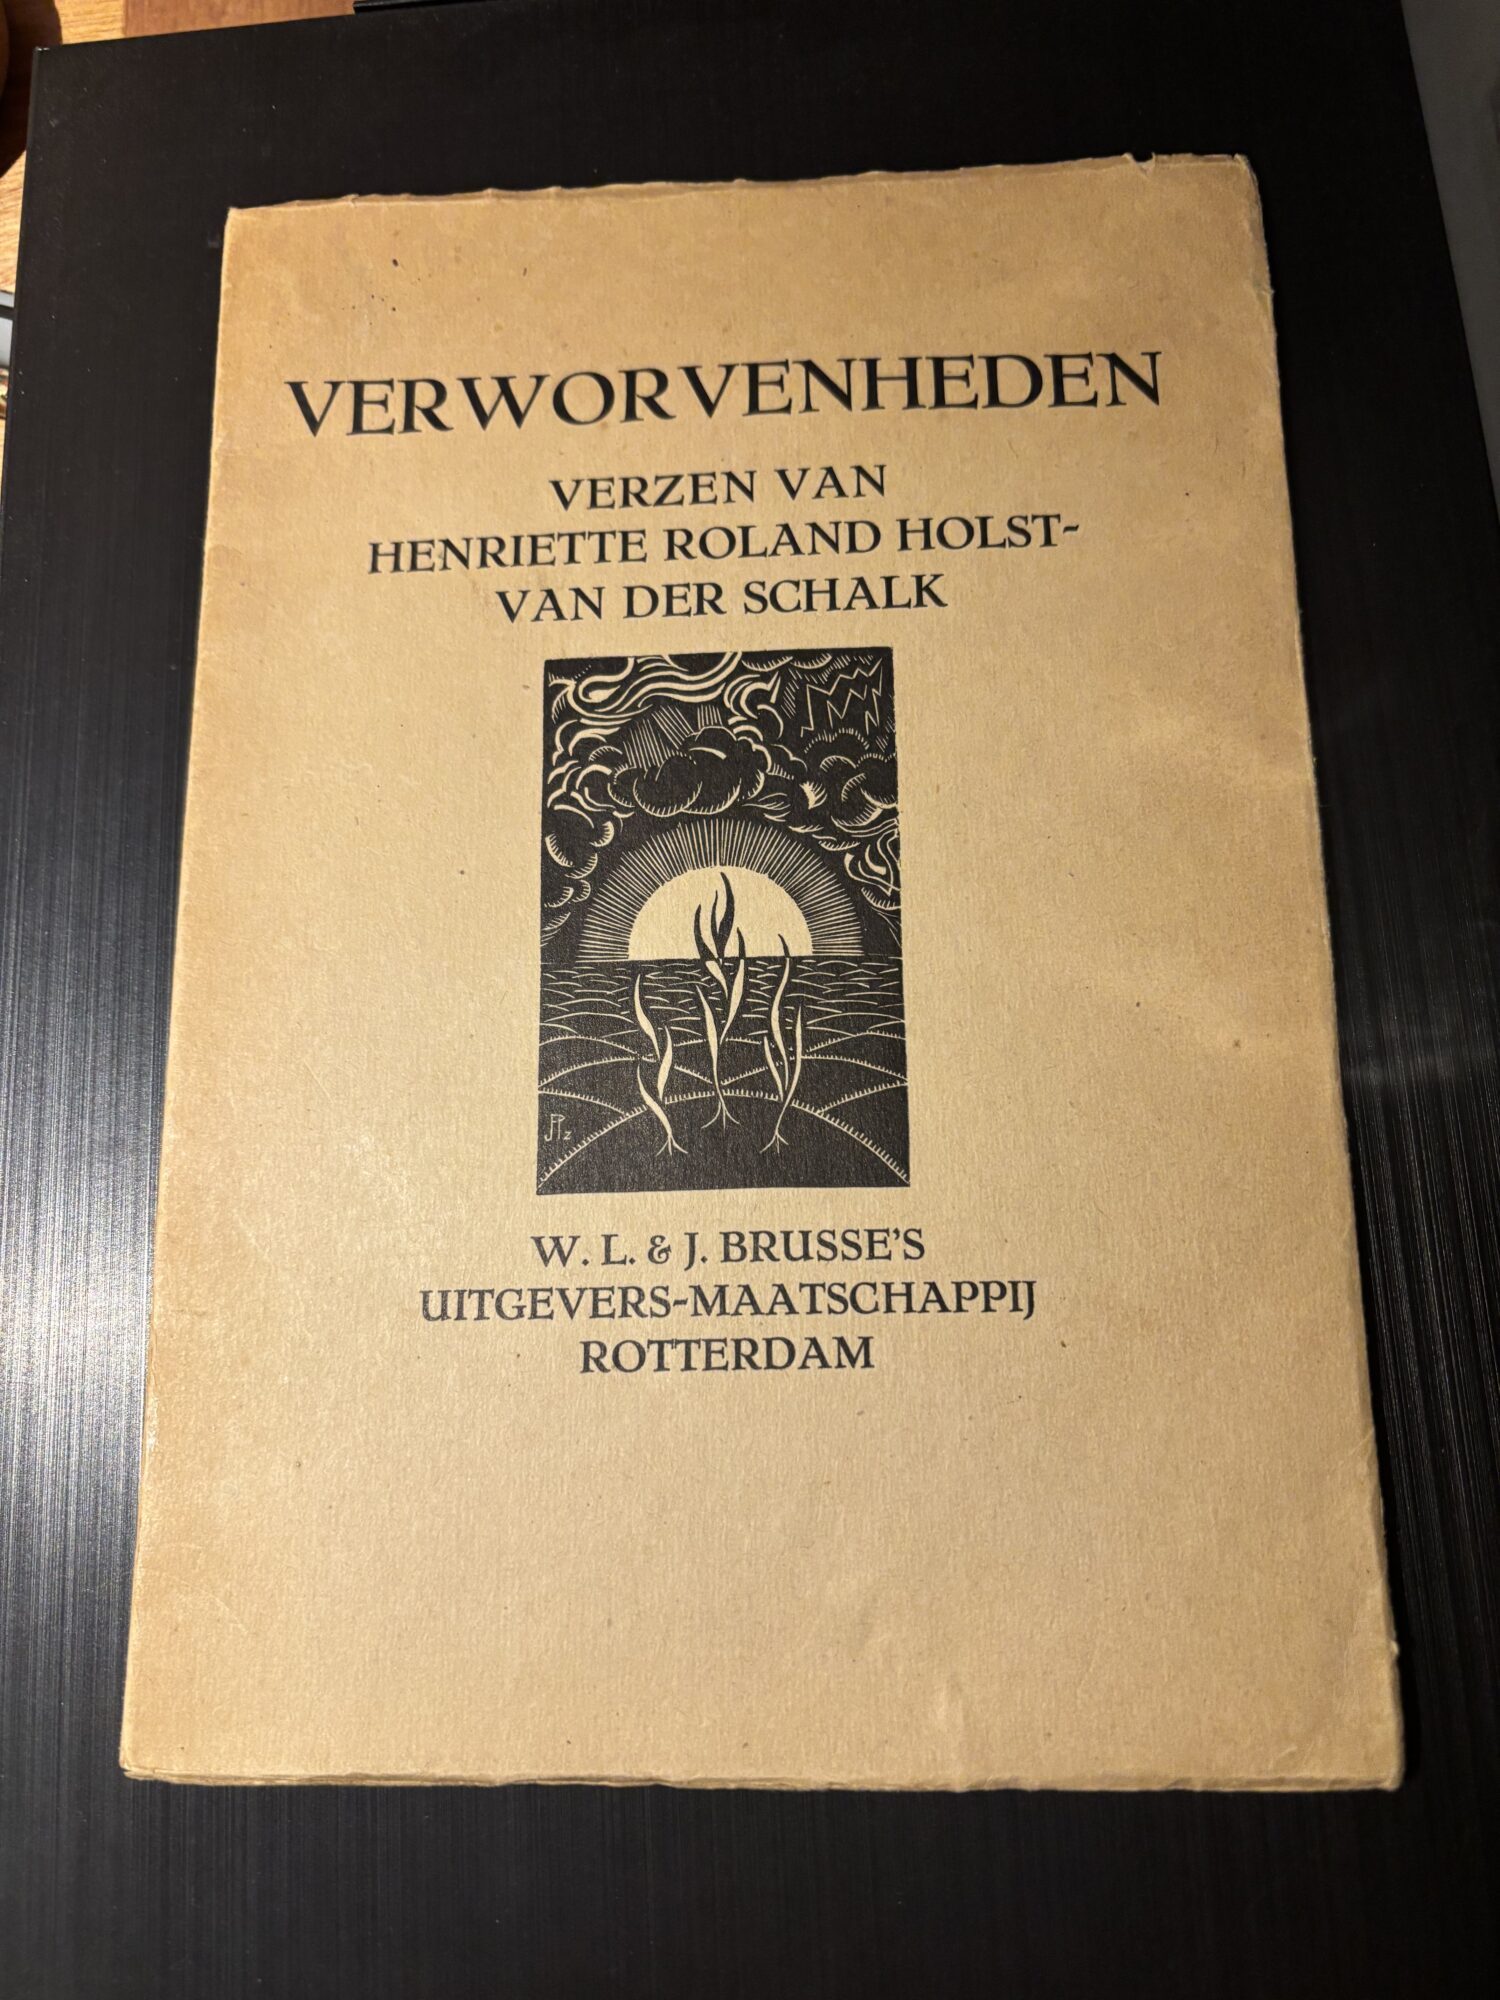 VERWORVENHEDEN
VERZEN VAN
HENRIETTE ROLAND HOLST-
VAN DER SCHALK
W. L. & J. BRUSSE'S
UITGEVERS-MAATSCHAPPIJ
ROTTERDAM